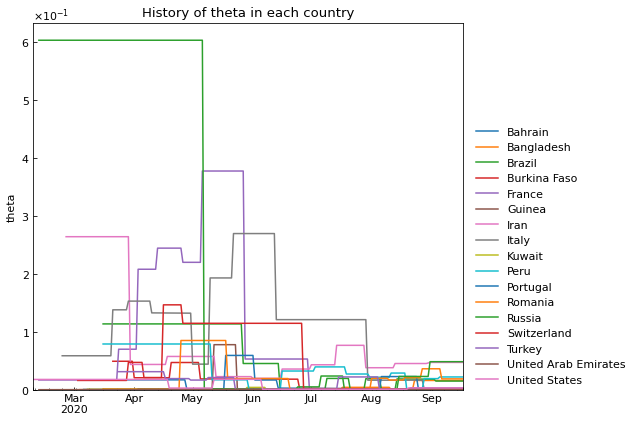 History of theta in each country
×10⁻¹
6
5
4
3
2
1
0
theta
Mar
2020
Apr
May
Jun
Jul
Aug
Sep
Bahrain
Bangladesh
Brazil
Burkina Faso
France
Guinea
Iran
Italy
Kuwait
Peru
Portugal
Romania
Russia
Switzerland
Turkey
United Arab Emirates
United States